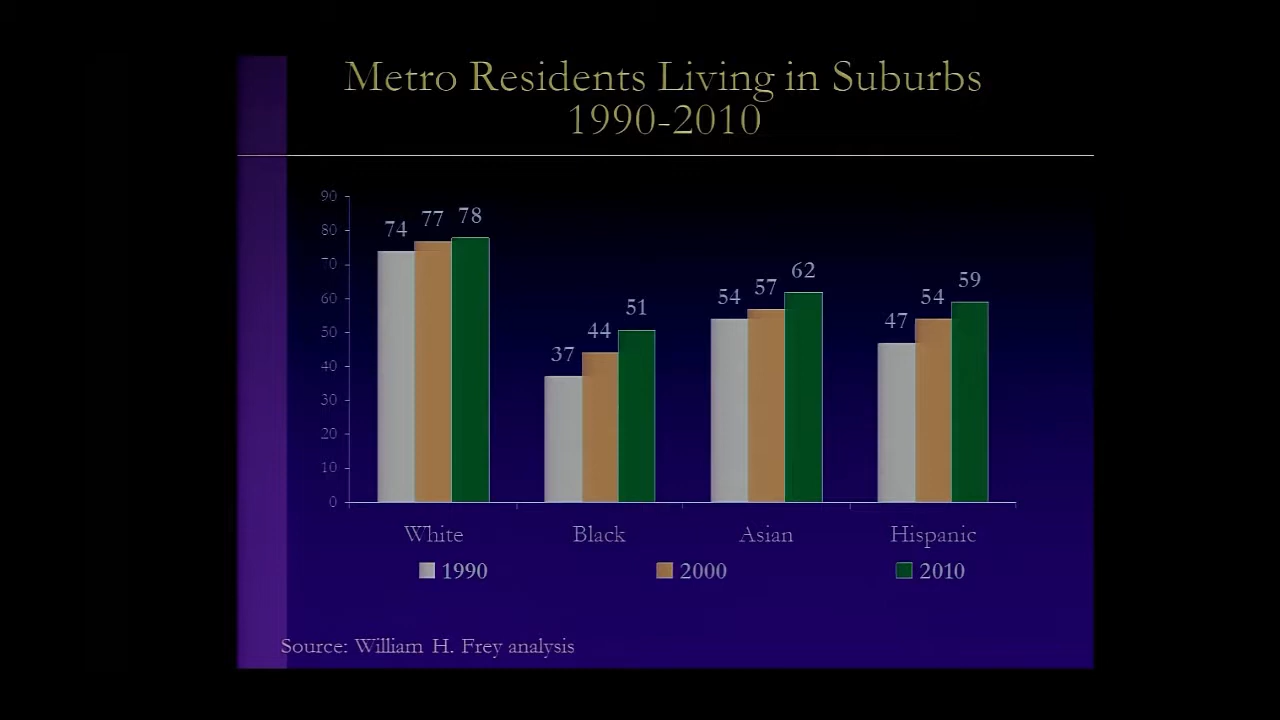 Metro Residents Living in Suburbs
1990-2010
90
80
70
60
50
40
30
20
10
0
74 77 78
37 44 51
54 57 62
47 54 59
White Black Asian Hispanic
1990 2000 2010
Source: William H. Frey analysis